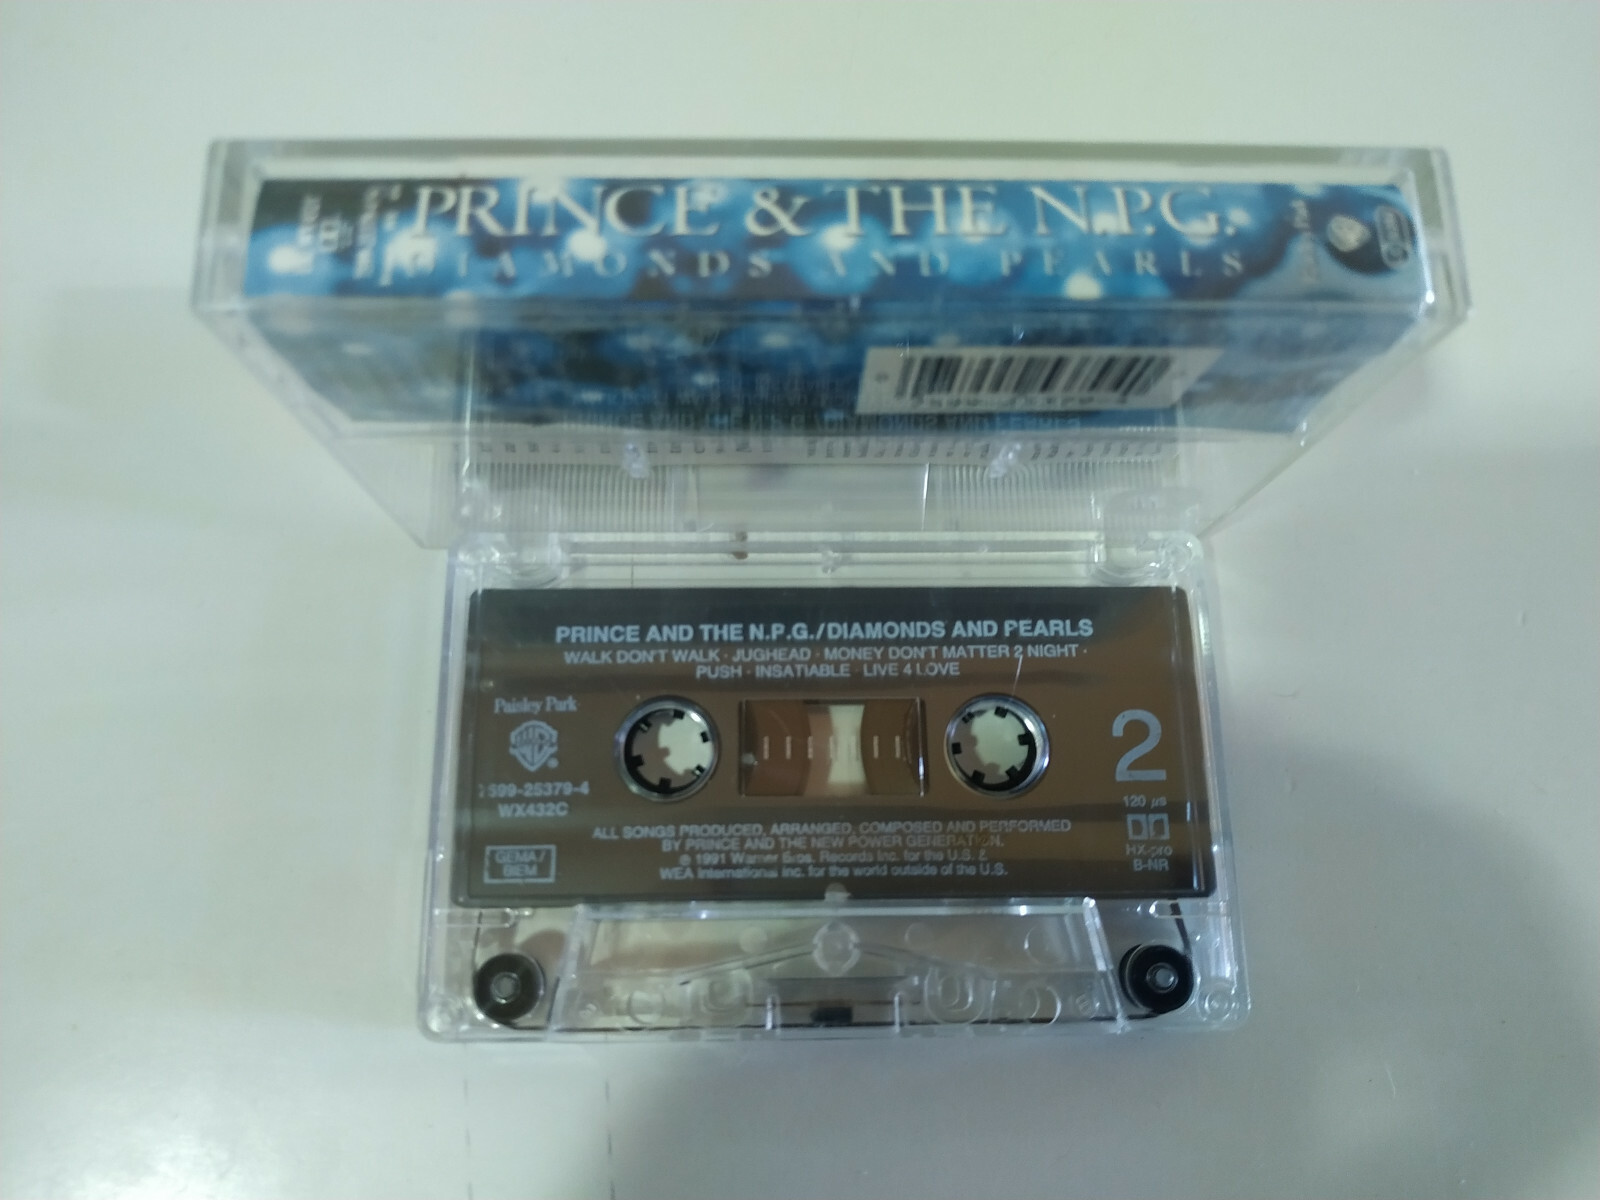 PRINCE & THE N.P.G.
DIAMONDS AND PEARLS
PRINCE AND THE N.P.G./DIAMONDS AND PEARLS
WALK DON'T WALK · JUGHEAD · MONEY DON'T MATTER 2 NIGHT ·
PUSH · INSATIABLE · LIVE 4 LOVE
Paisley Park
2
7599-25379-4
WX432C
120 µs
HX-pro
B-NR
GEMA/
BIEM
ALL SONGS PRODUCED, ARRANGED, COMPOSED AND PERFORMED
BY PRINCE AND THE NEW POWER GENERATION.
℗ 1991 Warner Bros. Records Inc. for the U.S. &
WEA International Inc. for the world outside of the U.S.